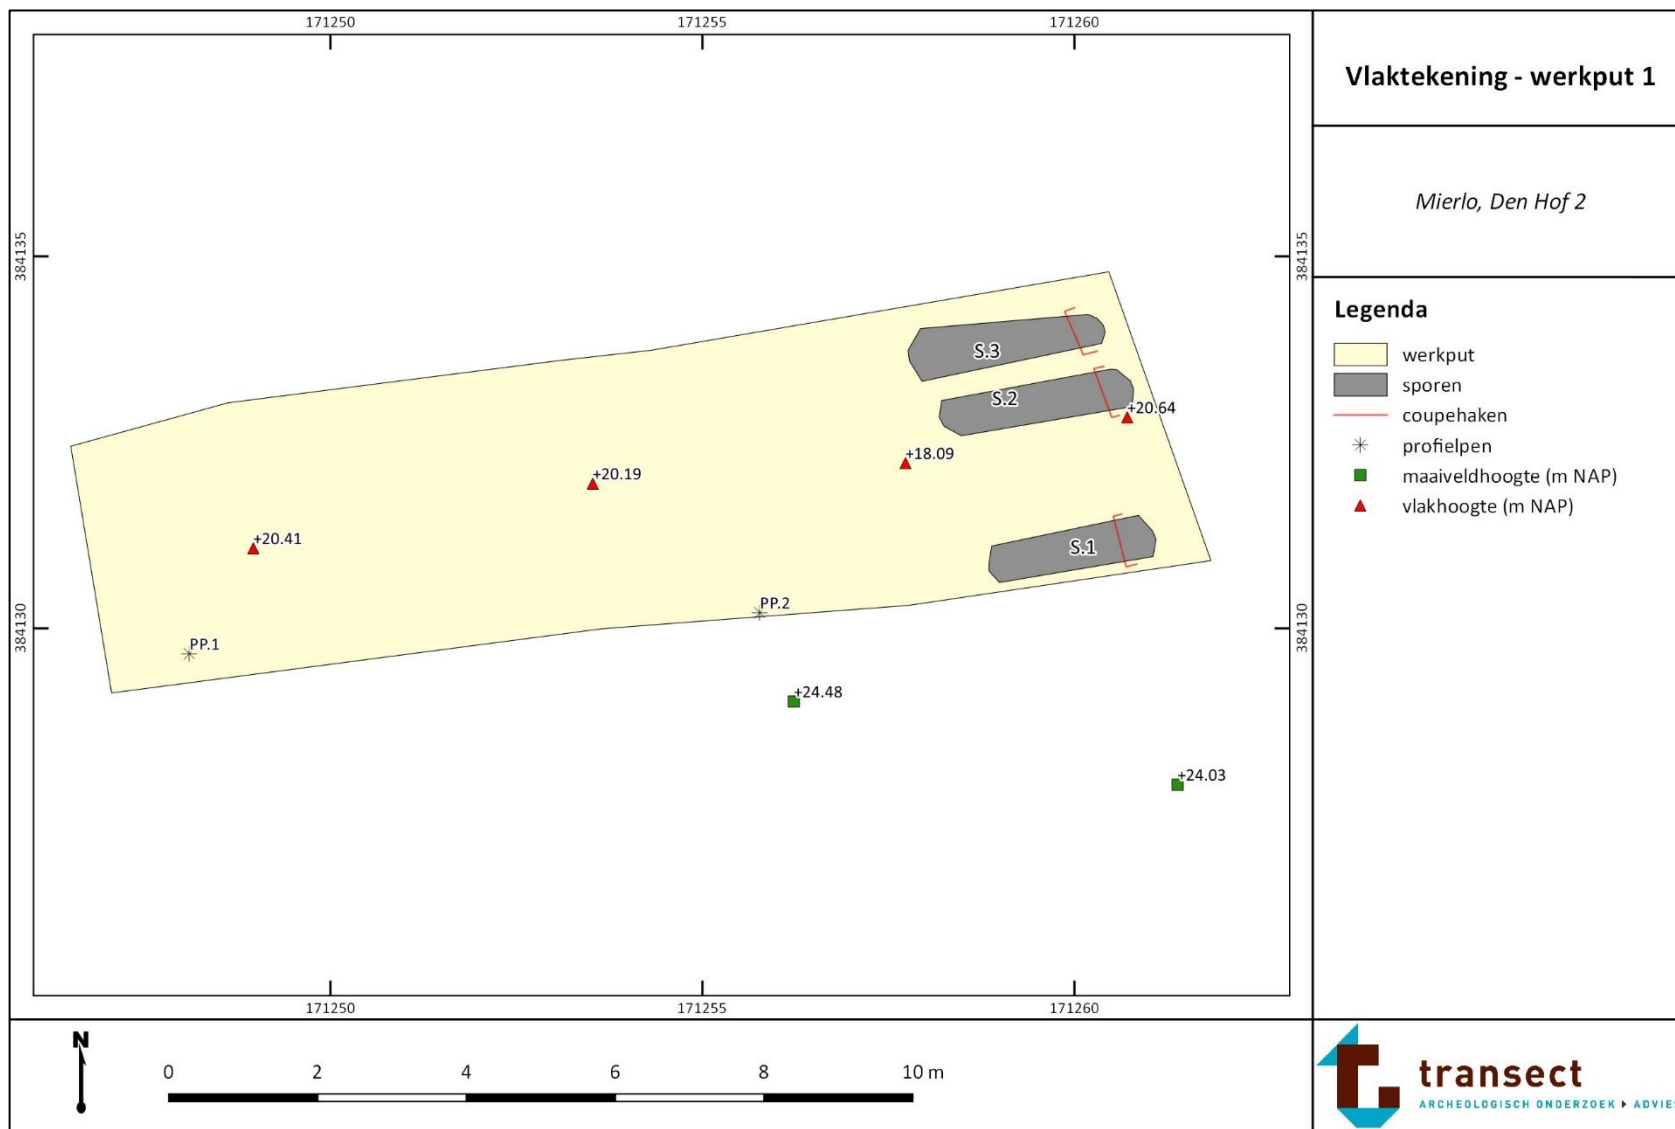 171250
171255
171260
Vlaktekening - werkput 1
Mierlo, Den Hof 2
384135
384135
Legenda
werkput
sporen
coupehaken
profielpen
maaiveldhoogte (m NAP)
vlakhoogte (m NAP)
S.3
S.2
+20.64
+18.09
+20.19
+20.41
S.1
PP.2
384130
384130
PP.1
+24.48
+24.03
171250
171255
171260
N
0 2 4 6 8 10 m
transect
ARCHEOLOGISCH ONDERZOEK ADVIES